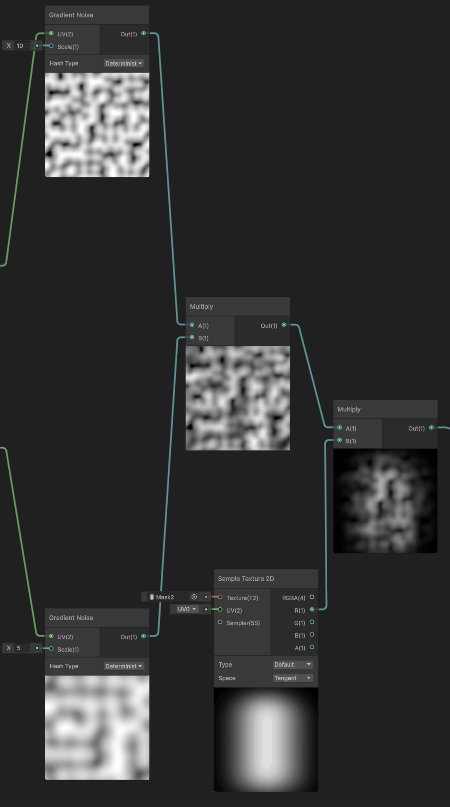 Gradient Noise
UV(2) Out(1)
X 10 Scale(1)
Hash Type Determinist
Multiply
A(1) Out(1)
B(1)
Multiply
A(1) Out(1)
B(1)
Sample Texture 2D
Mask2 Texture(T2) RGBA(4)
UV0 UV(2) R(1)
Sampler(SS) G(1)
B(1)
A(1)
Type Default
Space Tangent
Gradient Noise
UV(2) Out(1)
X 5 Scale(1)
Hash Type Determinist